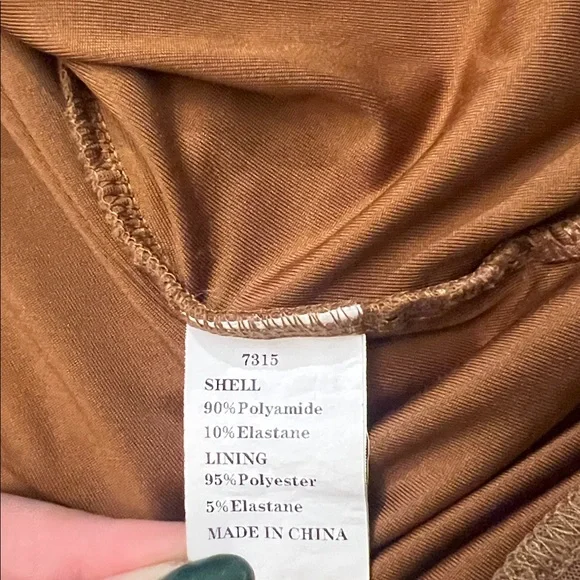 7315
SHELL
90%Polyamide
10%Elastane
LINING
95%Polyester
5%Elastane
MADE IN CHINA